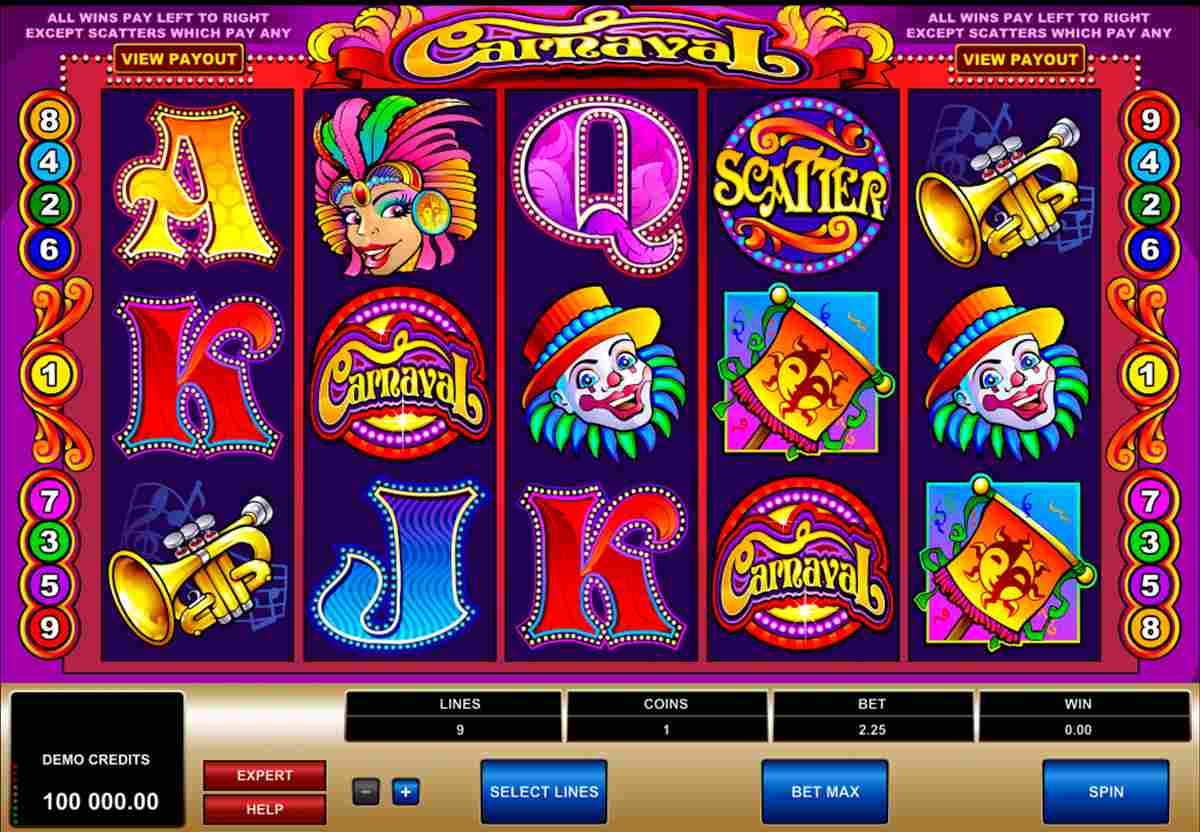 ALL WINS PAY LEFT TO RIGHT
EXCEPT SCATTERS WHICH PAY ANY
VIEW PAYOUT
Carnaval
ALL WINS PAY LEFT TO RIGHT
EXCEPT SCATTERS WHICH PAY ANY
VIEW PAYOUT
8
4
2
6
1
7
3
5
9
A
Q
SCATTER
K
CARNAVAL
J
K
CARNAVAL
9
4
2
6
1
7
3
5
8
LINES
9
COINS
1
BET
2.25
WIN
0.00
DEMO CREDITS
100 000.00
EXPERT
HELP
−
+
SELECT LINES
BET MAX
SPIN